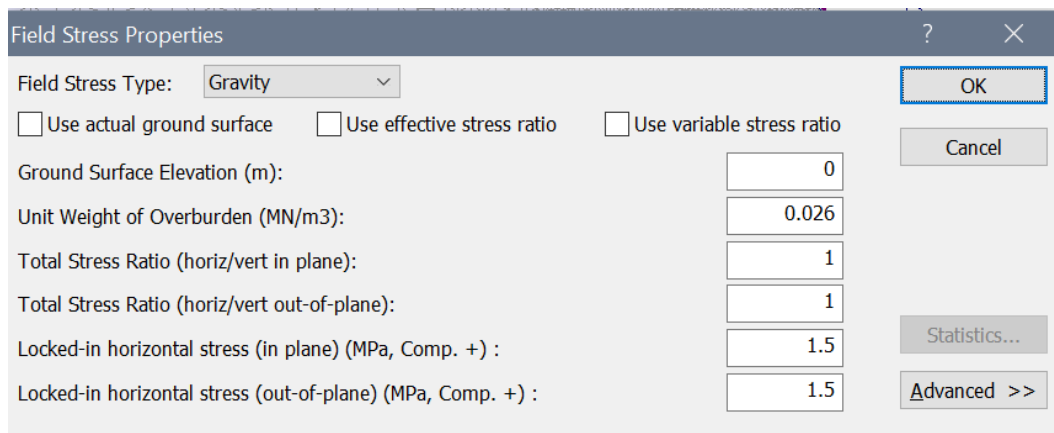 Field Stress Properties ?
Field Stress Type: Gravity OK
Use actual ground surface Use effective stress ratio Use variable stress ratio
Cancel
Ground Surface Elevation (m): 0
Unit Weight of Overburden (MN/m3): 0.026
Total Stress Ratio (horiz/vert in plane): 1
Total Stress Ratio (horiz/vert out-of-plane): 1
Statistics...
Locked-in horizontal stress (in plane) (MPa, Comp. +) : 1.5
Locked-in horizontal stress (out-of-plane) (MPa, Comp. +) : 1.5 Advanced >>